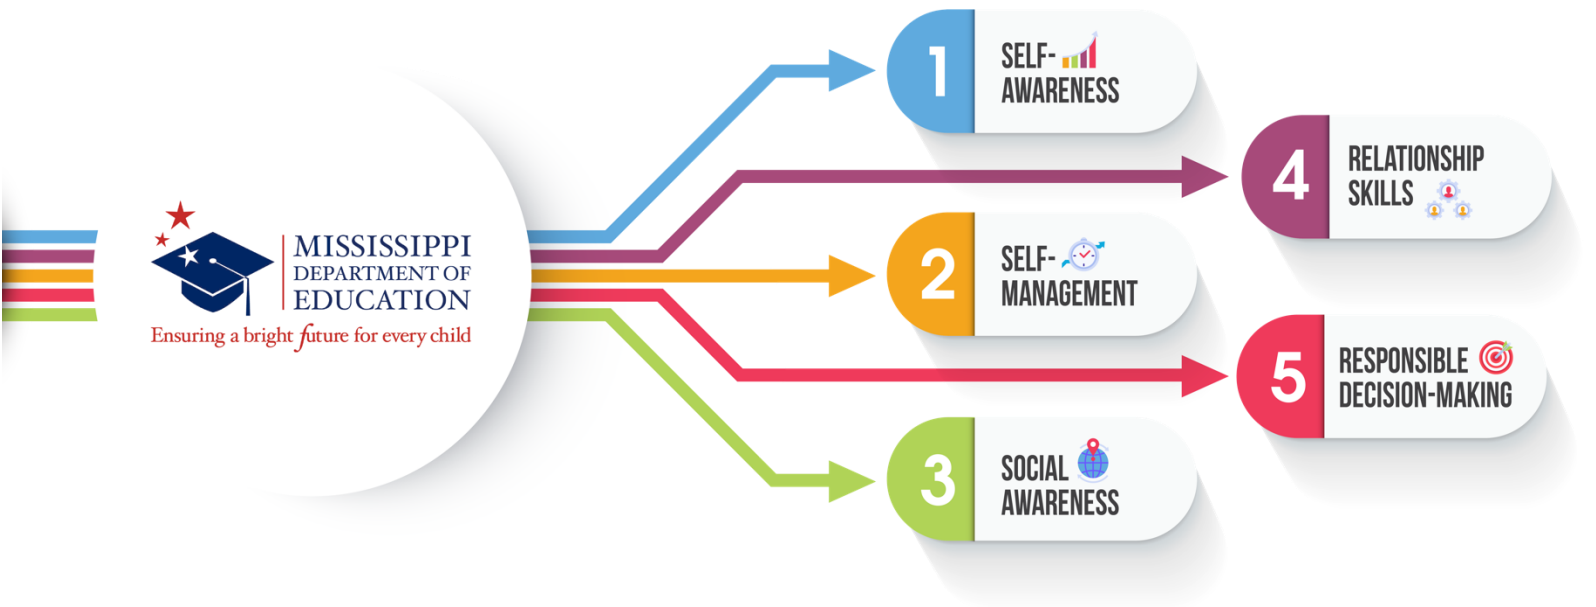 MISSISSIPPI
DEPARTMENT OF
EDUCATION
Ensuring a bright future for every child
1
SELF-
AWARENESS
2
SELF-
MANAGEMENT
3
SOCIAL
AWARENESS
4
RELATIONSHIP
SKILLS
5
RESPONSIBLE
DECISION-MAKING